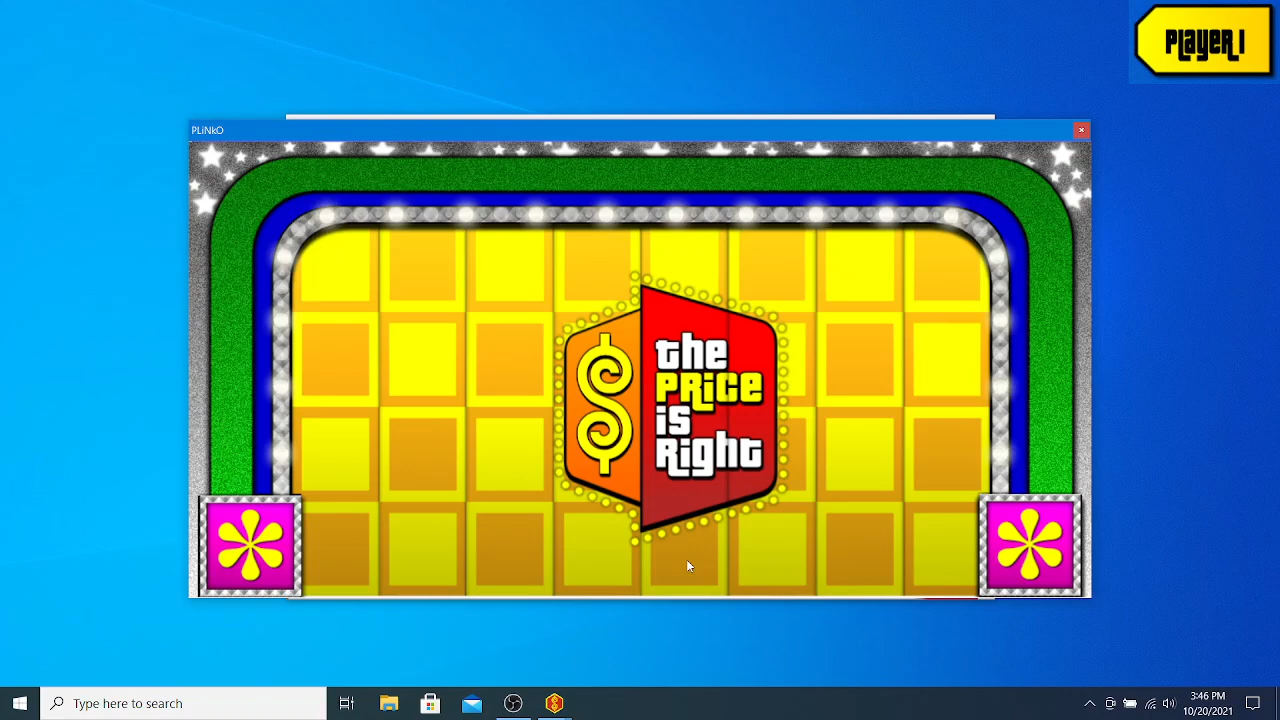 PLAYER 1
PLiNkO
$
the
PRiCe
is
Right
Type here to search
3:46 PM
10/20/2021